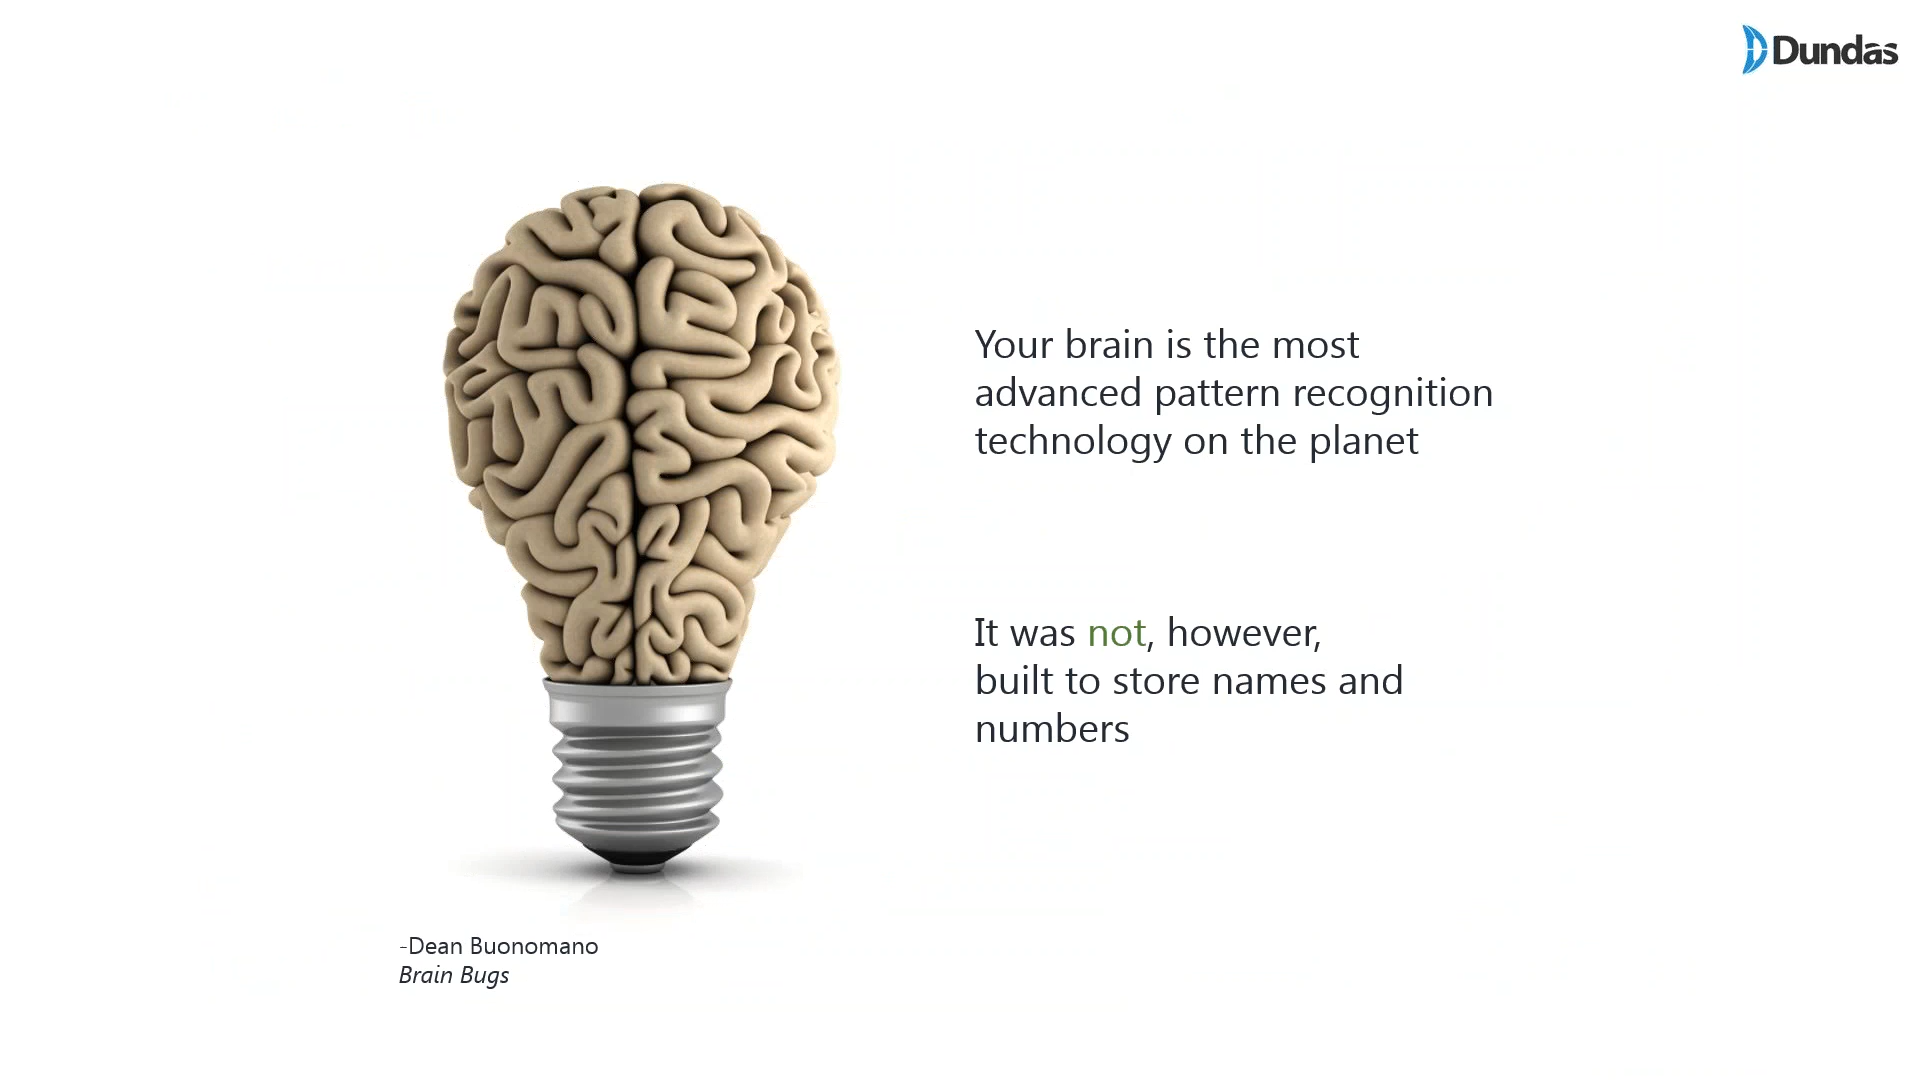 Dundas
Your brain is the most
advanced pattern recognition
technology on the planet
It was not, however,
built to store names and
numbers
-Dean Buonomano
Brain Bugs